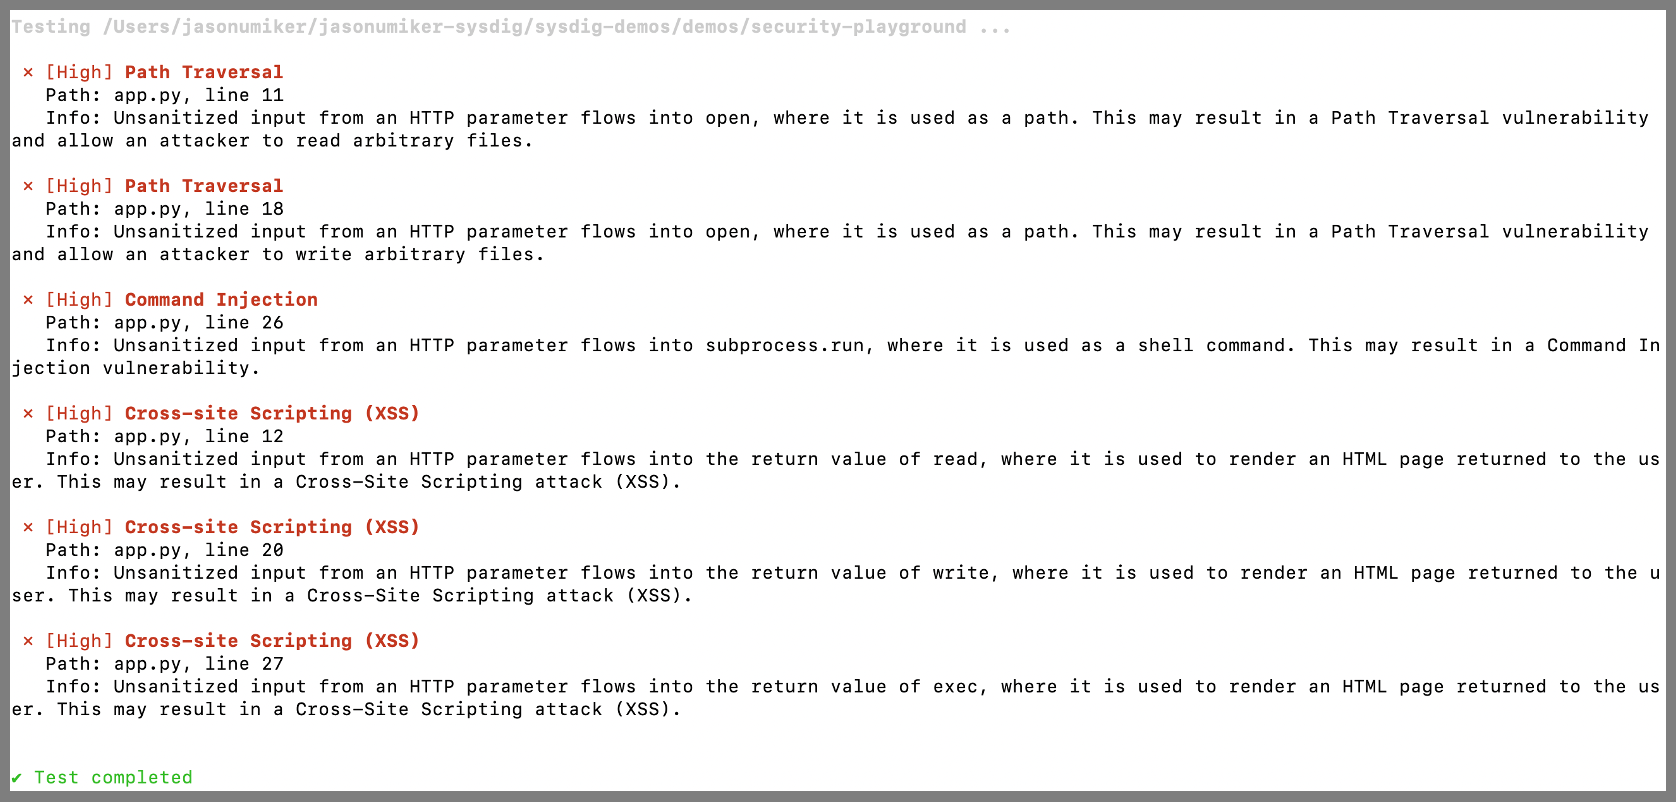 Testing /Users/jasonumiker/jasonumiker-sysdig/sysdig-demos/demos/security-playground ...
× [High] Path Traversal
Path: app.py, line 11
Info: Unsanitized input from an HTTP parameter flows into open, where it is used as a path. This may result in a Path Traversal vulnerability
and allow an attacker to read arbitrary files.
× [High] Path Traversal
Path: app.py, line 18
Info: Unsanitized input from an HTTP parameter flows into open, where it is used as a path. This may result in a Path Traversal vulnerability
and allow an attacker to write arbitrary files.
× [High] Command Injection
Path: app.py, line 26
Info: Unsanitized input from an HTTP parameter flows into subprocess.run, where it is used as a shell command. This may result in a Command In
jection vulnerability.
× [High] Cross-site Scripting (XSS)
Path: app.py, line 12
Info: Unsanitized input from an HTTP parameter flows into the return value of read, where it is used to render an HTML page returned to the us
er. This may result in a Cross-Site Scripting attack (XSS).
× [High] Cross-site Scripting (XSS)
Path: app.py, line 20
Info: Unsanitized input from an HTTP parameter flows into the return value of write, where it is used to render an HTML page returned to the u
ser. This may result in a Cross-Site Scripting attack (XSS).
× [High] Cross-site Scripting (XSS)
Path: app.py, line 27
Info: Unsanitized input from an HTTP parameter flows into the return value of exec, where it is used to render an HTML page returned to the us
er. This may result in a Cross-Site Scripting attack (XSS).
✔ Test completed